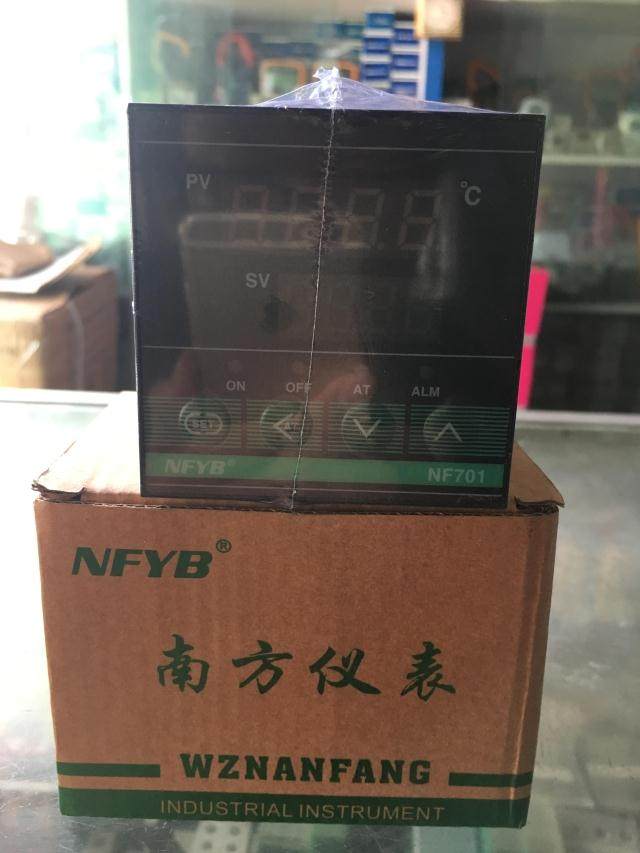 PV
°C
SV
ON OFF AT ALM
SET
NFYB® NF701
NFYB®
南方仪表
WZNANFANG
INDUSTRIAL INSTRUMENT